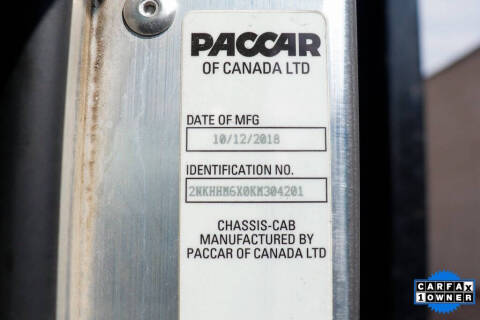 PACCAR
OF CANADA LTD
DATE OF MFG
10/12/2018
IDENTIFICATION NO.
2NKHHM6X0KM304201
CHASSIS-CAB
MANUFACTURED BY
PACCAR OF CANADA LTD
CARFAX
1 OWNER